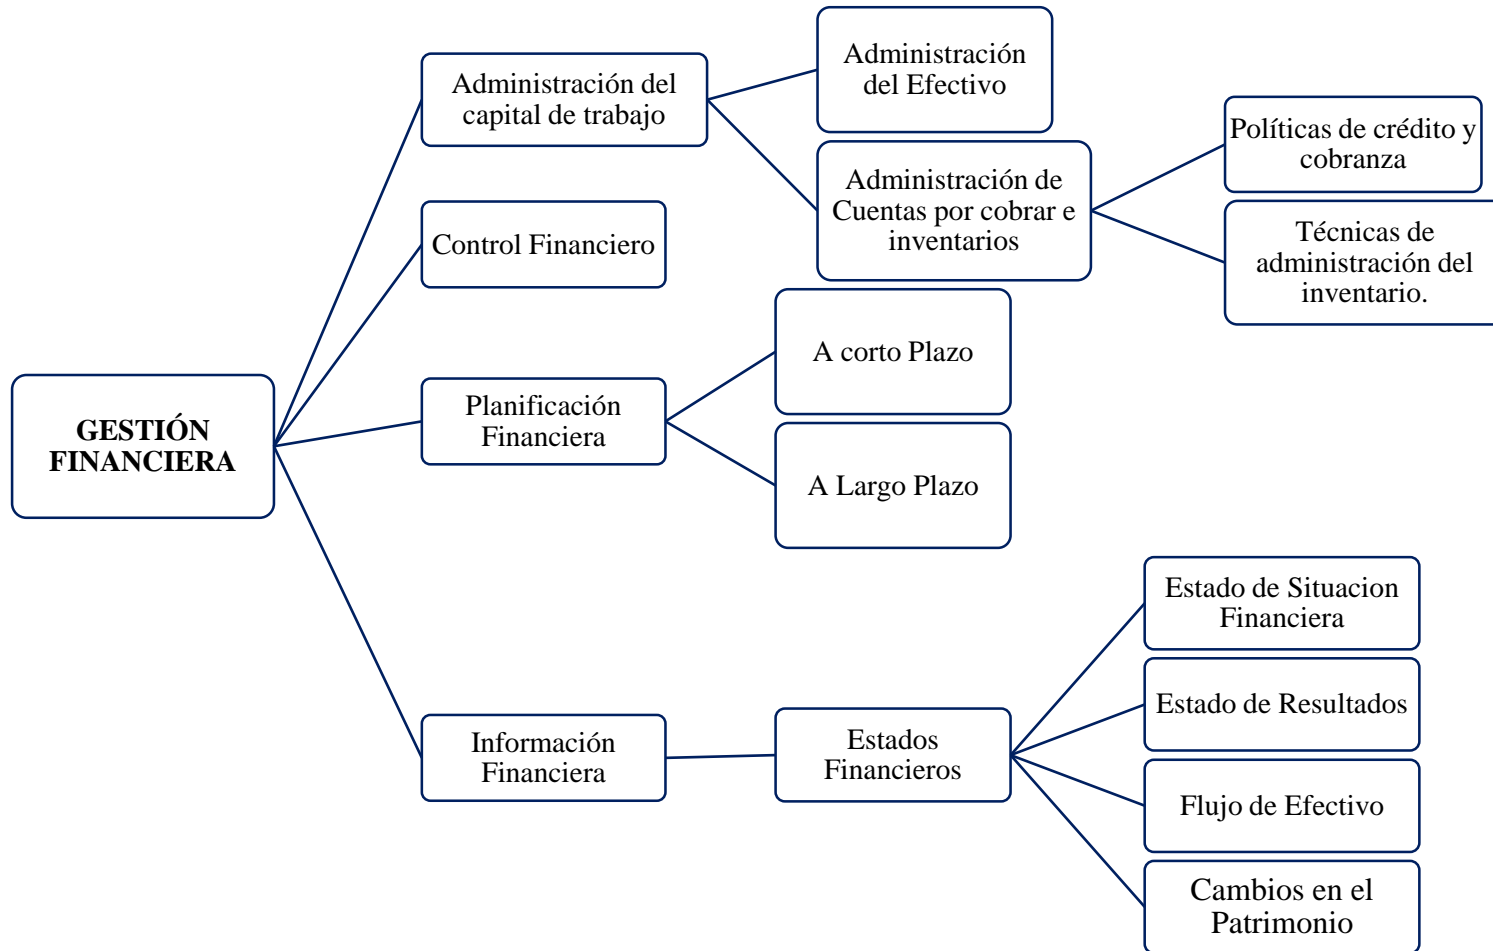 GESTIÓN
FINANCIERA
Administración del
capital de trabajo
Administración
del Efectivo
Administración de
Cuentas por cobrar e
inventarios
Políticas de crédito y
cobranza
Técnicas de
administración del
inventario.
Control Financiero
Planificación
Financiera
A corto Plazo
A Largo Plazo
Información
Financiera
Estados
Financieros
Estado de Situacion
Financiera
Estado de Resultados
Flujo de Efectivo
Cambios en el
Patrimonio